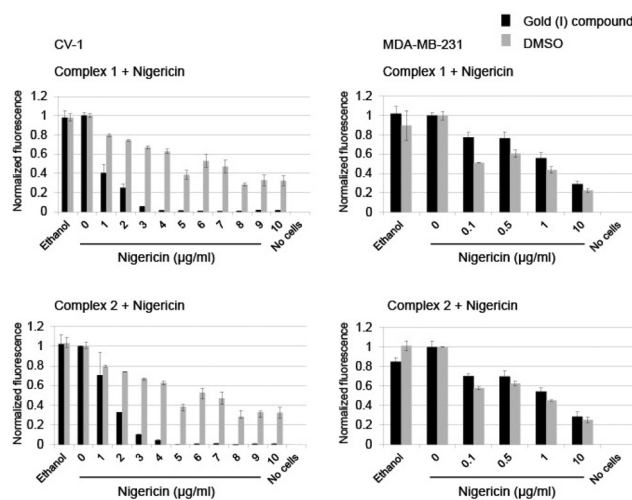 Gold (I) compound
DMSO
CV-1
MDA-MB-231
Complex 1 + Nigericin
Normalized fluorescence
1.2
1
0.8
0.6
0.4
0.2
0
Ethanol 0 1 2 3 4 5 6 7 8 9 10 No cells
Nigericin (µg/ml)
Complex 1 + Nigericin
Normalized fluorescence
1.2
1
0.8
0.6
0.4
0.2
0
Ethanol 0 0.1 0.5 1 10 No cells
Nigericin (µg/ml)
Complex 2 + Nigericin
Normalized fluorescence
1.2
1
0.8
0.6
0.4
0.2
0
Ethanol 0 1 2 3 4 5 6 7 8 9 10 No cells
Nigericin (µg/ml)
Complex 2 + Nigericin
Normalized fluorescence
1.2
1
0.8
0.6
0.4
0.2
0
Ethanol 0 0.1 0.5 1 10 No cells
Nigericin (µg/ml)